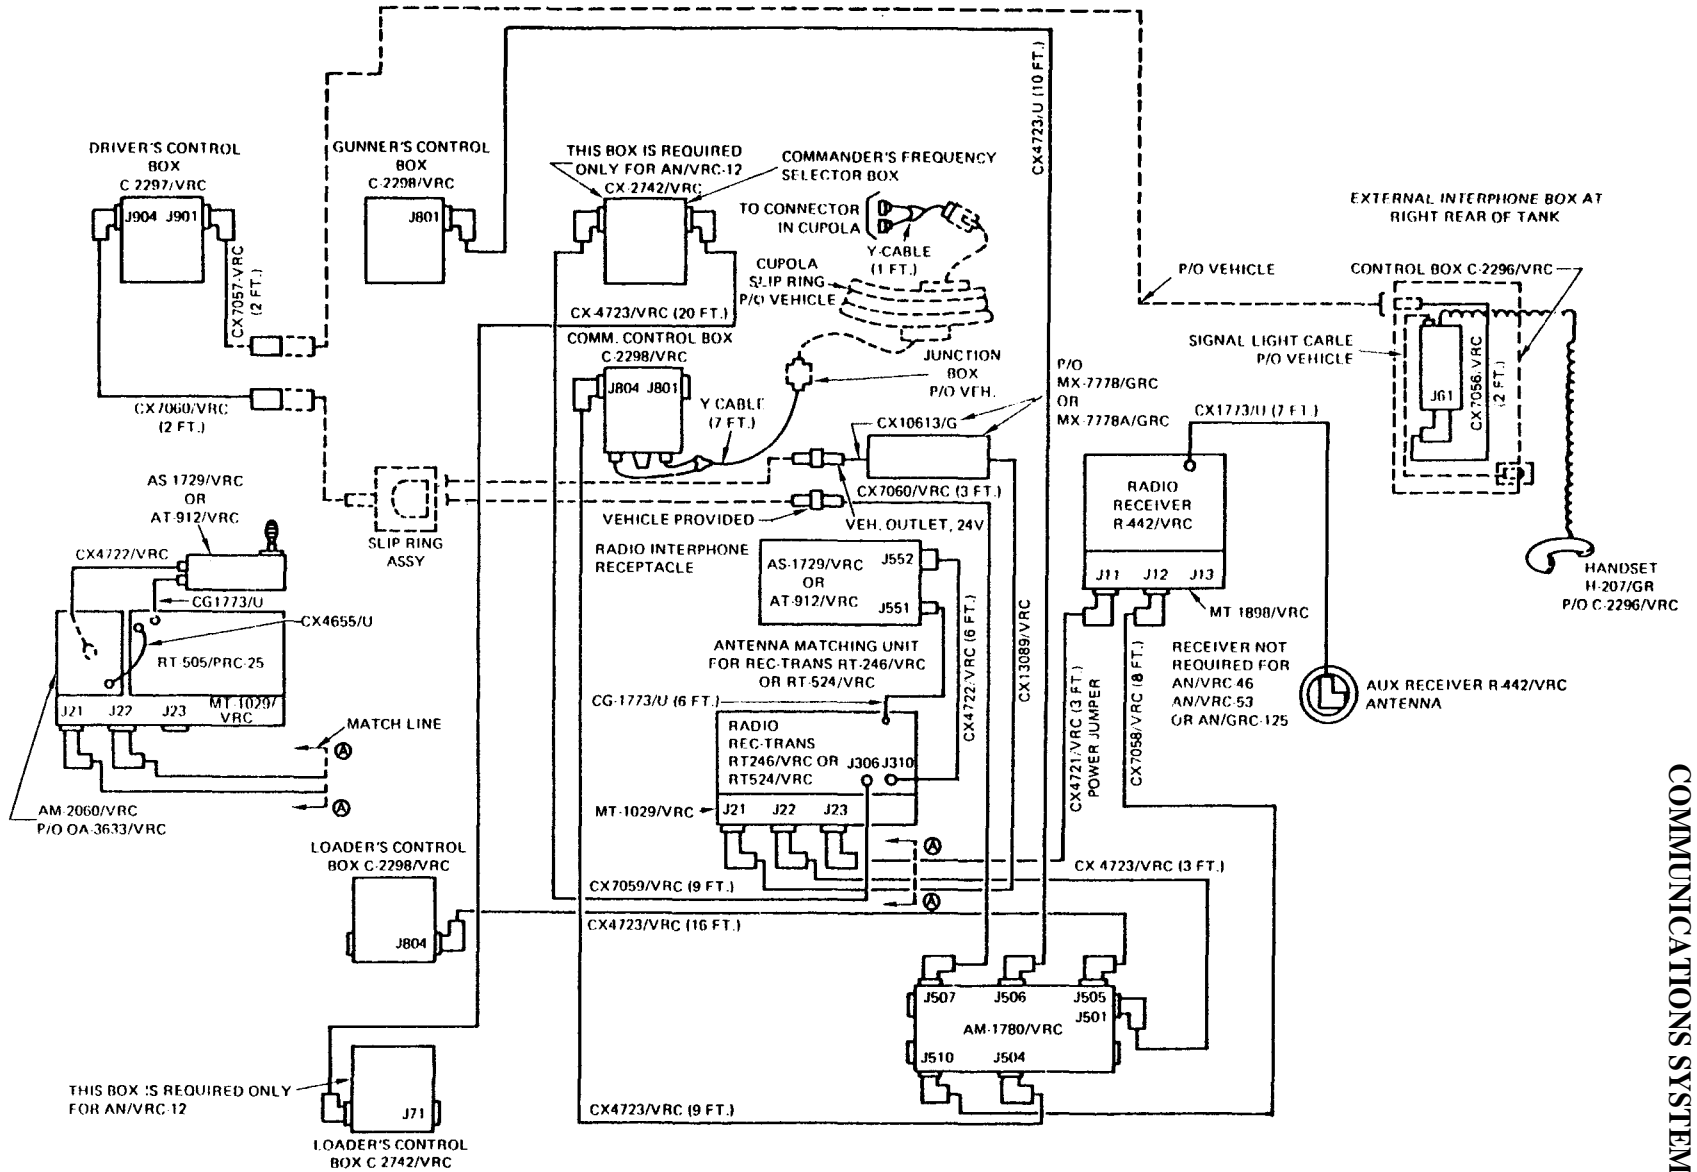 DRIVER'S CONTROL
BOX
C 2297/VRC
J904 J901
CX7057-VRC
(2 FT.)
CX7060/VRC
(2 FT.)
GUNNER'S CONTROL
BOX
C-2298/VRC
J801
THIS BOX IS REQUIRED
ONLY FOR AN/VRC-12
CX-2742/VRC
COMMANDER'S FREQUENCY
SELECTOR BOX
TO CONNECTOR
IN CUPOLA
Y-CABLE
(1 FT.)
CUPOLA
SLIP RING
P/O VEHICLE
CX4723/U (10 FT.)
CX-4723/VRC (20 FT.)
COMM. CONTROL BOX
C-2298/VRC
J804 J801
Y CABLE
(7 FT.)
JUNCTION
BOX
P/O VEH.
P/O
MX-7778/GRC
OR
MX-7778A/GRC
CX10613/G
CX7060/VRC (3 FT.)
VEHICLE PROVIDED
VEH. OUTLET, 24V
RADIO INTERPHONE
RECEPTACLE
SLIP RING
ASSY
EXTERNAL INTERPHONE BOX AT
RIGHT REAR OF TANK
P/O VEHICLE
CONTROL BOX C-2296/VRC
SIGNAL LIGHT CABLE
P/O VEHICLE
J61
CX7056/VRC
(2 FT.)
CX1773/U (7 FT.)
HANDSET
H-207/GR
P/O C-2296/VRC
RADIO
RECEIVER
R-442/VRC
J11 J12 J13
MT 1898/VRC
RECEIVER NOT
REQUIRED FOR
AN/VRC-46
AN/VRC-53
OR AN/GRC-125
AUX RECEIVER R-442/VRC
ANTENNA
CX4721/VRC (3 FT.)
POWER JUMPER
CX7058/VRC (8 FT.)
AS 1729/VRC
OR
AT-912/VRC
CX4722/VRC
CG1773/U
CX4655/U
RT-505/PRC-25
MT-1029/
VRC
J21 J22 J23
MATCH LINE
A
A
AM-2060/VRC
P/O OA-3633/VRC
AS-1729/VRC
OR
AT-912/VRC
J552
J551
ANTENNA MATCHING UNIT
FOR REC-TRANS RT-246/VRC
OR RT-524/VRC
CG-1773/U (6 FT.)
CX4722/VRC (6 FT.)
CX13089/VRC
RADIO
REC-TRANS
RT246/VRC OR
RT524/VRC
J306 J310
MT-1029/VRC
J21 J22 J23
A
A
CX 4723/VRC (3 FT.)
CX7059/VRC (9 FT.)
CX4723/VRC (16 FT.)
LOADER'S CONTROL
BOX C-2298/VRC
J804
J507 J506 J505
J501
AM-1780/VRC
J510 J504
CX4723/VRC (9 FT.)
THIS BOX IS REQUIRED ONLY
FOR AN/VRC-12
J71
LOADER'S CONTROL
BOX C 2742/VRC
COMMUNICATIONS SYSTEM